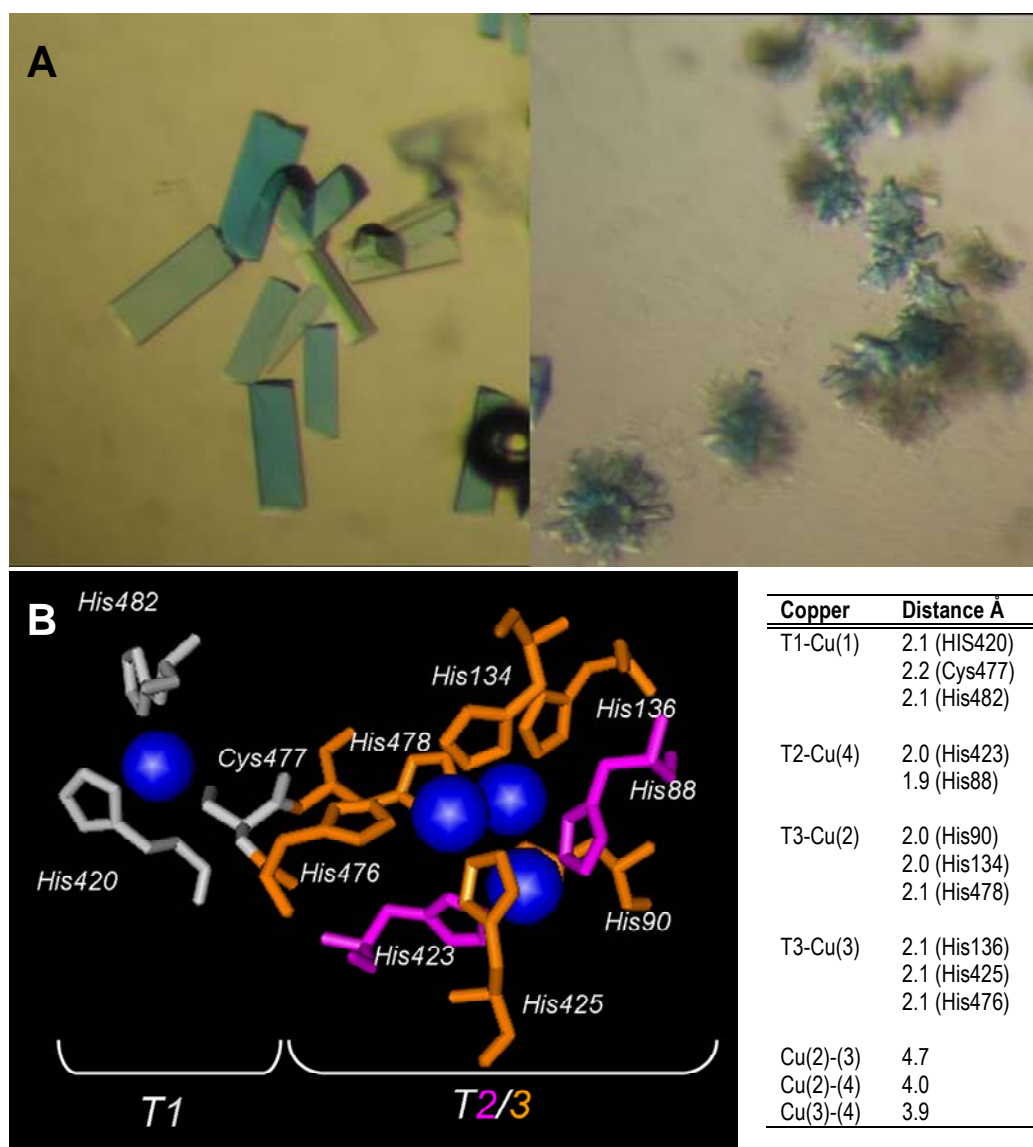 A
B
His482
His134
His136
Cys477
His478
His88
His420
His476
His90
His423
His425
T1
T2/3
Copper Distance Å
T1-Cu(1) 2.1 (HIS420)
2.2 (Cys477)
2.1 (His482)
T2-Cu(4) 2.0 (His423)
1.9 (His88)
T3-Cu(2) 2.0 (His90)
2.0 (His134)
2.1 (His478)
T3-Cu(3) 2.1 (His136)
2.1 (His425)
2.1 (His476)
Cu(2)-(3) 4.7
Cu(2)-(4) 4.0
Cu(3)-(4) 3.9